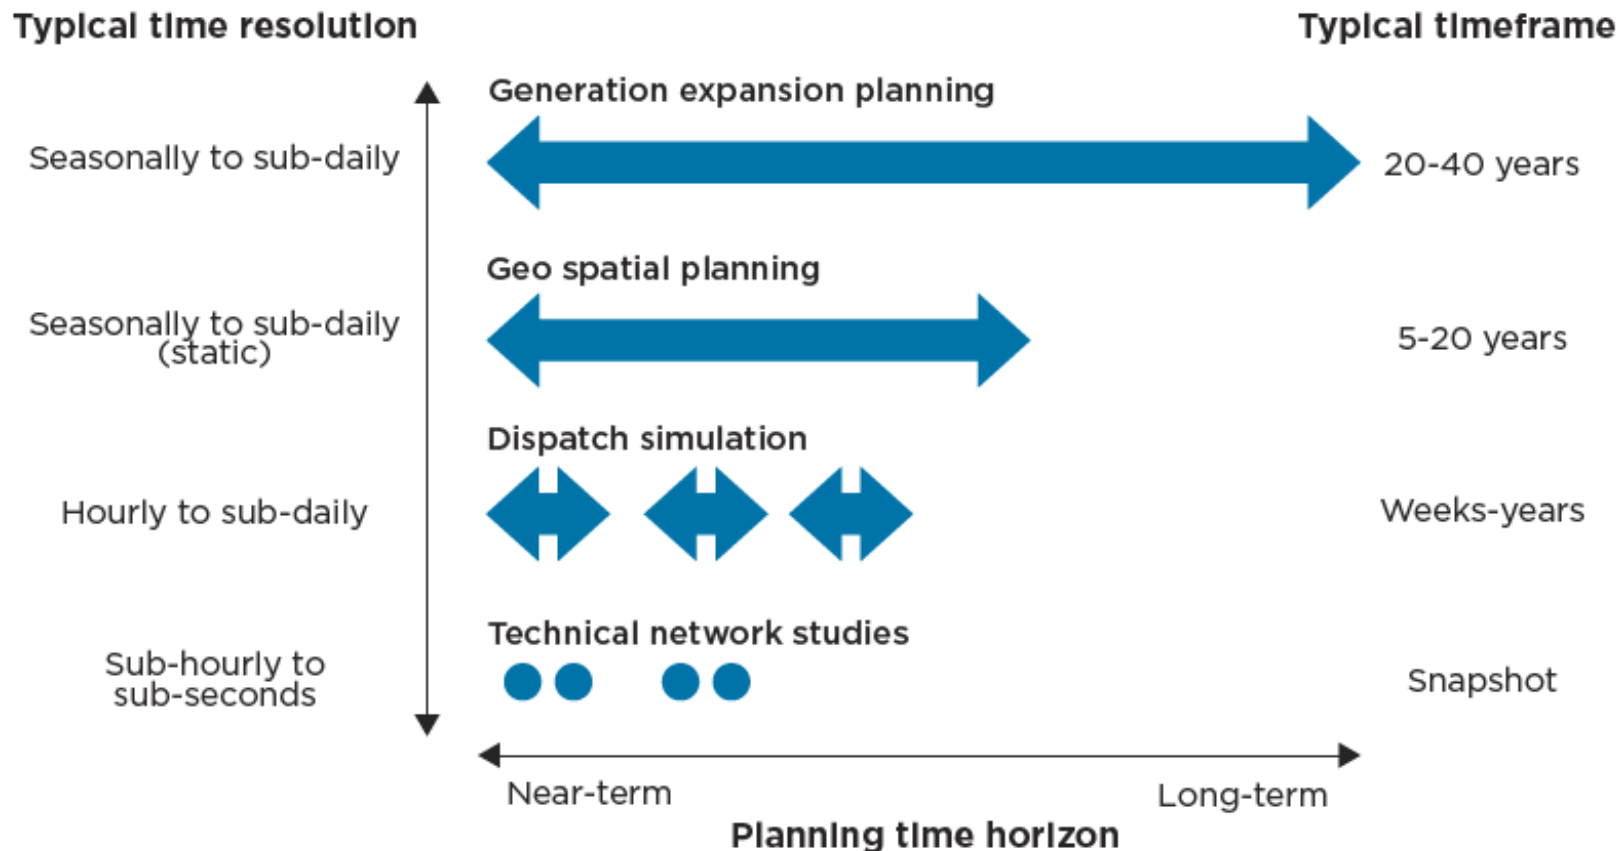 Typical time resolution
Typical timeframe
Generation expansion planning
Seasonally to sub-daily
20-40 years
Geo spatial planning
Seasonally to sub-daily
(static)
5-20 years
Dispatch simulation
Hourly to sub-daily
Weeks-years
Technical network studies
Sub-hourly to
sub-seconds
Snapshot
Near-term
Long-term
Planning time horizon